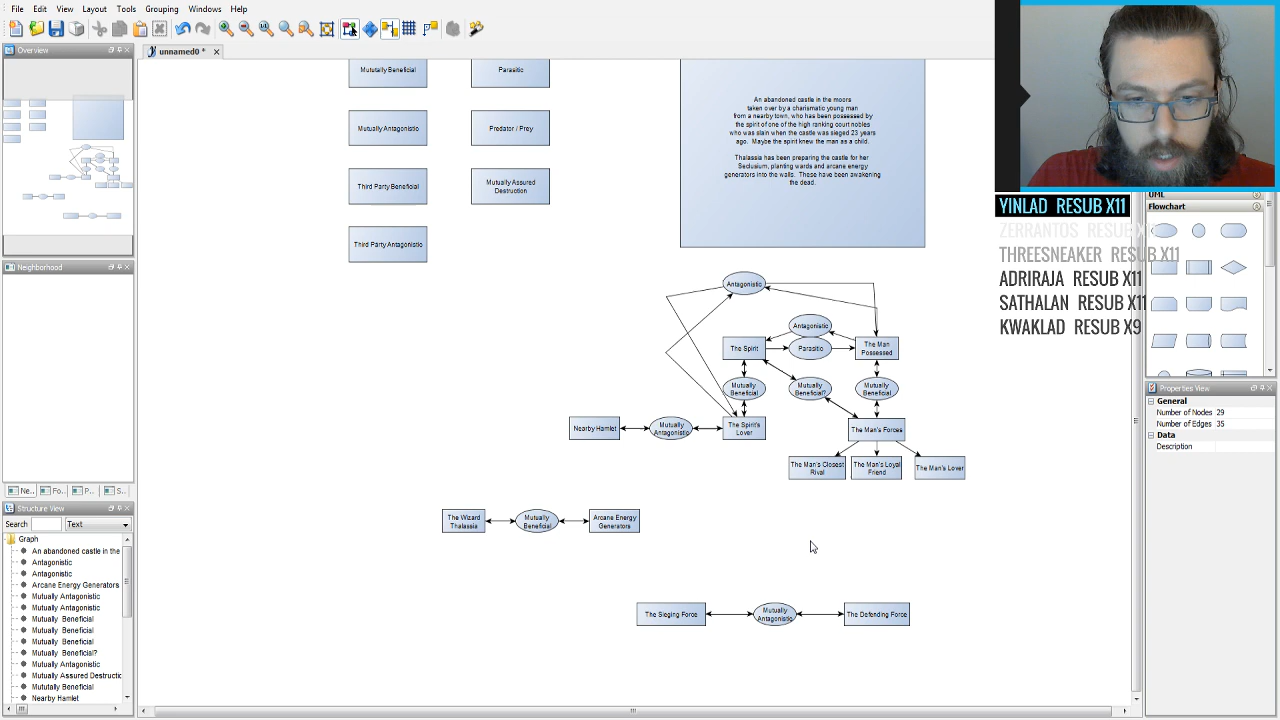 File Edit View Layout Tools Grouping Windows Help
Overview
unnamed0 *
Neighborhood
Ne.. Fo.. P.. S..
Structure View
Search Text
Graph
An abandoned castle in the
Antagonistic
Antagonistic
Arcane Energy Generators
Mutually Antagonistic
Mutually Antagonistic
Mutually Beneficial
Mutually Beneficial
Mutually Beneficial
Mutually Beneficial?
Mutually Antagonistic
Mutually Assured Destructic
Mututally Beneficial
Nearby Hamlet
Mututally Beneficial
Parasitic
Mutually Antagonistic
Predator / Prey
Third Party Beneficial
Mutually Assured
Destruction
Third Party Antagonistic
An abandoned castle in the moors
taken over by a charismatic young man
from a nearby town, who has been possessed by
the spirit of one of the high ranking court nobles
who was slain when the castle was sieged 23 years
ago. Maybe the spirit knew the man as a child.
Thalassa has been preparing the castle for her
Seclusium, planting wards and arcane energy
generators into the walls. These have been awakening
the dead.
Antagonistic
Antagonistic
The Spirit
Parasitic
The Man
Possessed
Mutually
Beneficial
Mutually
Beneficial?
Mutually
Beneficial
Nearby Hamlet
Mutually
Antagonistic
The Spirit's
Lover
The Man's Forces
The Man's Closest
Rival
The Man's Loyal
Friend
The Man's Lover
The Wizard
Thalassia
Mutually
Beneficial
Arcane Energy
Generators
The Sieging Force
Mutually
Antagonistic
The Defending Force
YINLAD RESUB X11
ZERRANTOS RESUB
THREESNEAKER RESUB X11
ADRIRAJA RESUB X11
SATHALAN RESUB X11
KWAKLAD RESUB X9
UML
Flowchart
Properties View
General
Number of Nodes 29
Number of Edges 35
Data
Description